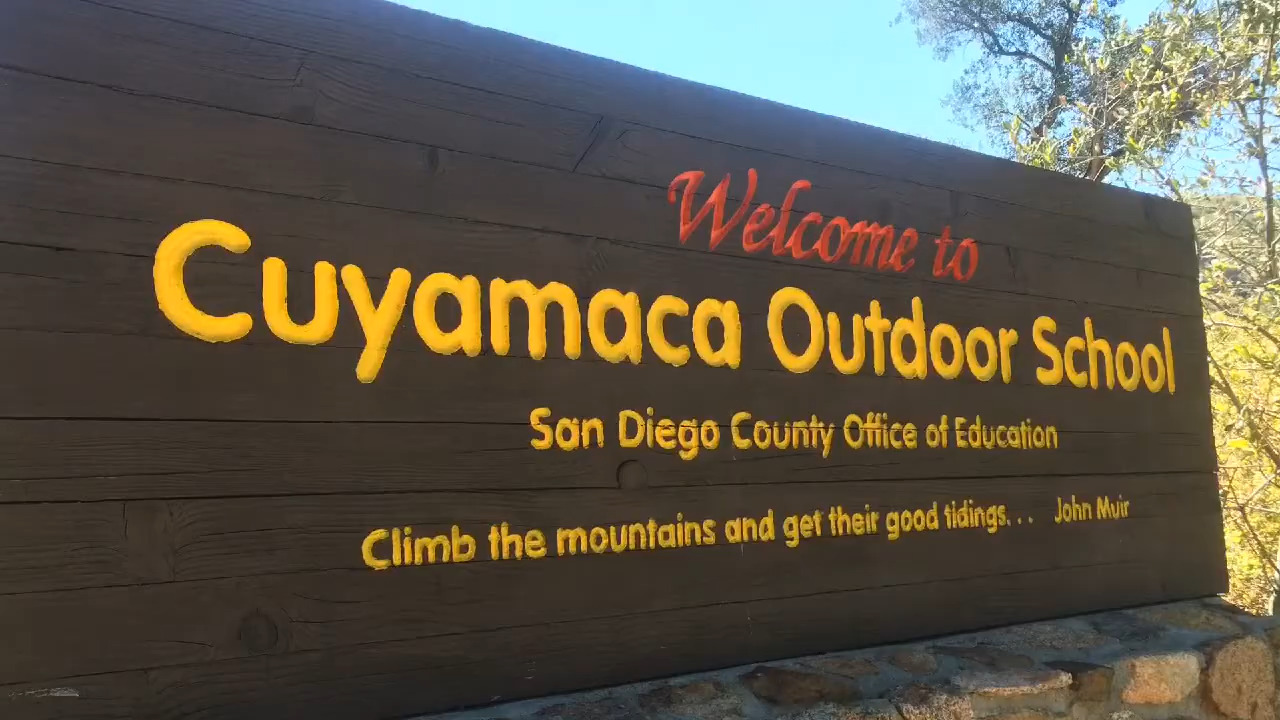 Welcome to
Cuyamaca Outdoor School
San Diego County Office of Education
Climb the mountains and get their good tidings... John Muir